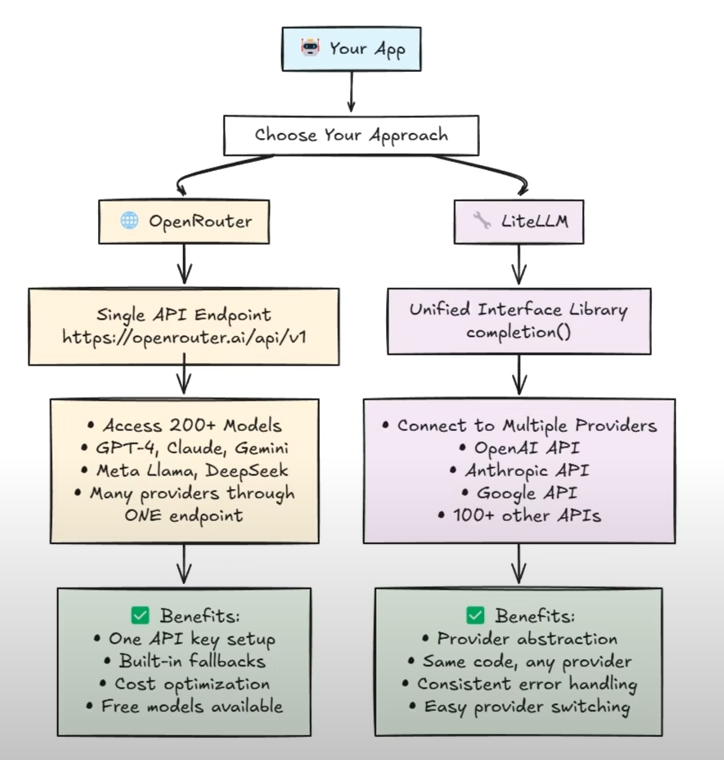 🤖 Your App
Choose Your Approach
🌐 OpenRouter
🔧 LiteLLM
Single API Endpoint
https://openrouter.ai/api/v1
Unified Interface Library
completion()
• Access 200+ Models
• GPT-4, Claude, Gemini
• Meta Llama, DeepSeek
• Many providers through
ONE endpoint
• Connect to Multiple Providers
• OpenAI API
• Anthropic API
• Google API
• 100+ other APIs
✅ Benefits:
• One API key setup
• Built-in fallbacks
• Cost optimization
• Free models available
✅ Benefits:
• Provider abstraction
• Same code, any provider
• Consistent error handling
• Easy provider switching